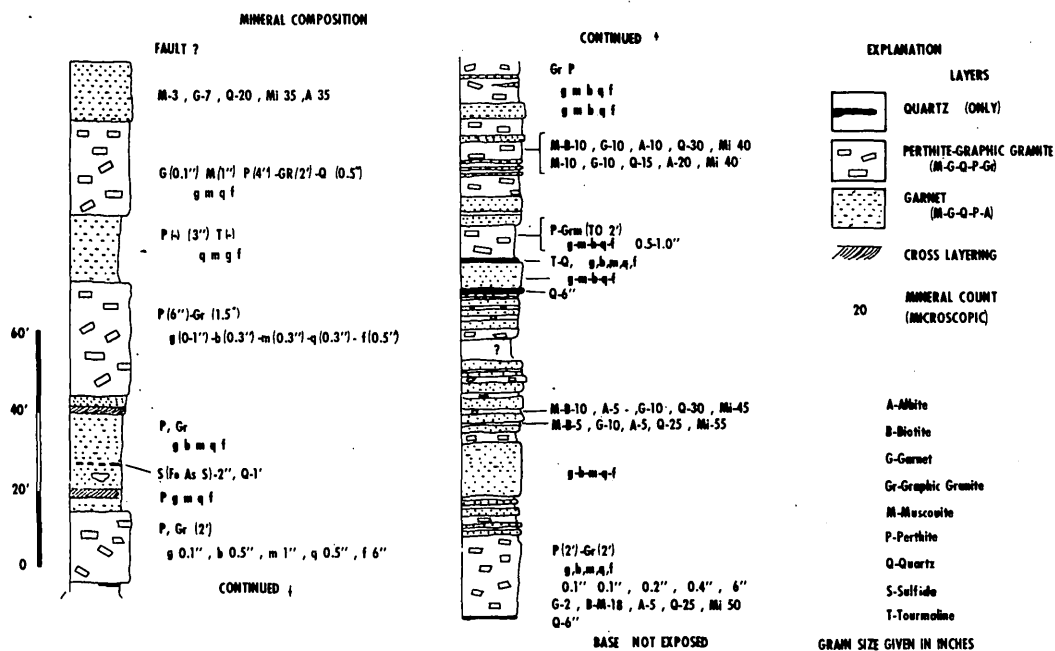 MINERAL COMPOSITION
FAULT ?
M-3 , G-7 , Q-20 , Mi 35 , A 35
G(0.1") M(1") P(4')-GR(2')-Q (0.5")
g m q f
P(-) (3") T(-)
q m g f
P(6")-Gr (1.5")
g(0-1")-b(0.3")-m(0.3")-q(0.3")-f(0.5")
P, Gr
g b m q f
S(Fe As S)-2", Q-1'
P g m q f
P, Gr (2')
g 0.1", b 0.5", m 1", q 0.5", f 6"
CONTINUED
60'
40'
20'
0
CONTINUED
Gr P
g m b q f
g m b q f
M-B-10 , G-10 , A-10 , Q-30 , Mi 40
M-10 , G-10 , Q-15 , A-20 , Mi 40
P-Grm (TO 2')
g-m-b-q-f 0.5-1.0"
T-Q, g,b,m,q,f
g-m-b-q-f
Q-6"
?
M-B-10 , A-5 - ,G-10 , Q-30 , Mi-45
M-B-5 , G-10, A-5, Q-25 , Mi-55
g-b-m-q-f
P(2')-Gr(2')
g,b,m,q,f
0.1" 0.1", 0.2", 0.4", 6"
G-2 , B-M-18 , A-5 , Q-25 , Mi 50
Q-6"
BASE NOT EXPOSED
EXPLANATION
LAYERS
QUARTZ (ONLY)
PERTHITE-GRAPHIC GRANITE
(M-G-Q-P-Gr)
GARNET
(M-G-Q-P-A)
CROSS LAYERING
20 MINERAL COUNT
(MICROSCOPIC)
A-Albite
B-Biotite
G-Garnet
Gr-Graphic Granite
M-Muscovite
P-Perthite
Q-Quartz
S-Sulfide
T-Tourmaline
GRAIN SIZE GIVEN IN INCHES